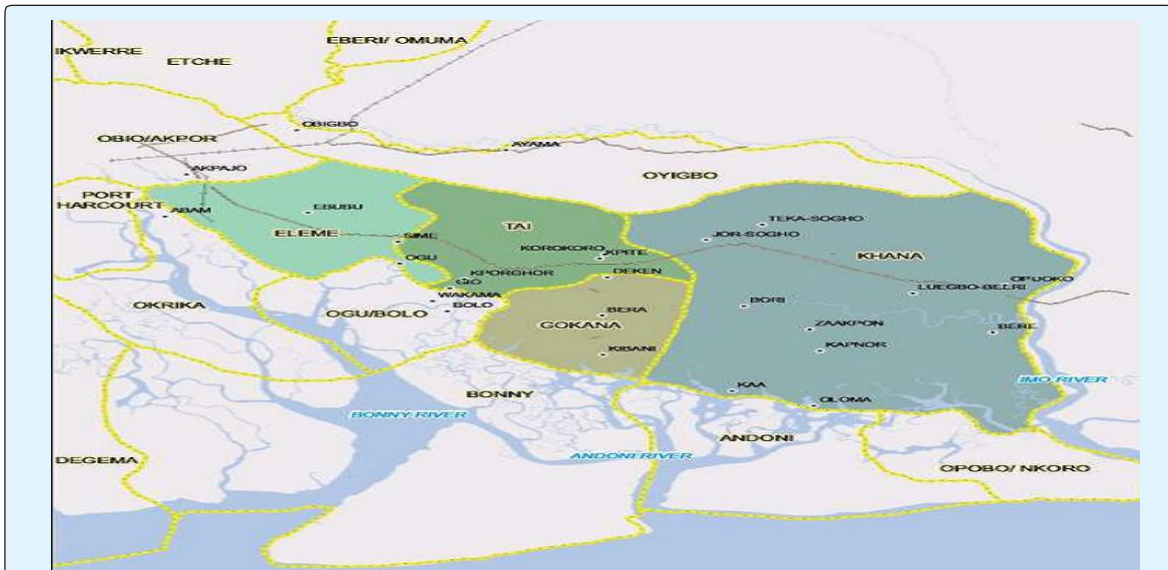 IKWERRE
EBERI/ OMUMA
ETCHE
OBIGBO
OBIO/AKPOR
AYAMA
AKPAJO
OYIGBO
PORT
HARCOURT
ABAM
EBUBU
ELEME
TAI
TEKA-SOGHO
SIME
JOR-SOGHO
KOROKORO
KPITE
KHANA
OGU
KPORGHOR
DEKEN
OPUOKO
GIO
LUEGBO-BEERI
WAKAMA
OKRIKA
OGU/BOLO
BOLO
BORI
BERA
GOKANA
ZAAKPON
BERE
KIBANI
KAPNOR
BONNY
KAA
IMO RIVER
OLOMA
BONNY RIVER
ANDONI
DEGEMA
ANDONI RIVER
OPOBO/ NKORO